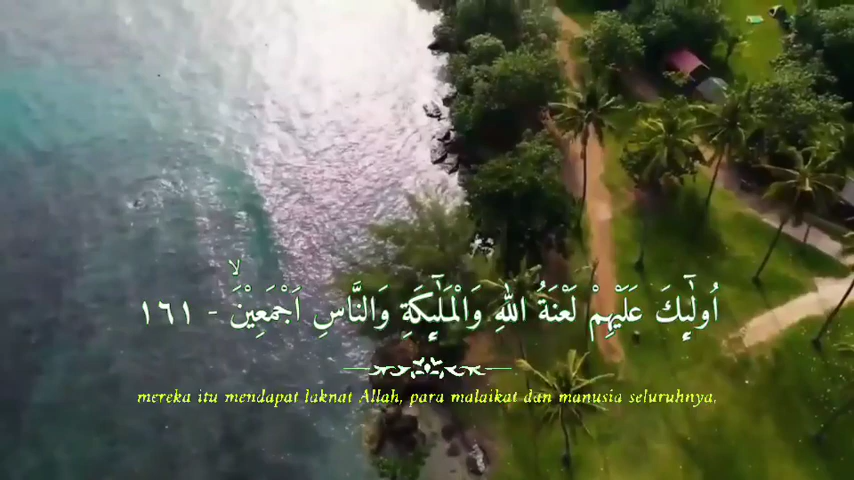 اُولٰۤىِٕكَ عَلَيْهِمْ لَعْنَةُ اللّٰهِ وَالْمَلٰۤىِٕكَةِ وَالنَّاسِ اَجْمَعِيْنَۙ - ١٦١
mereka itu mendapat laknat Allah, para malaikat dan manusia seluruhnya,